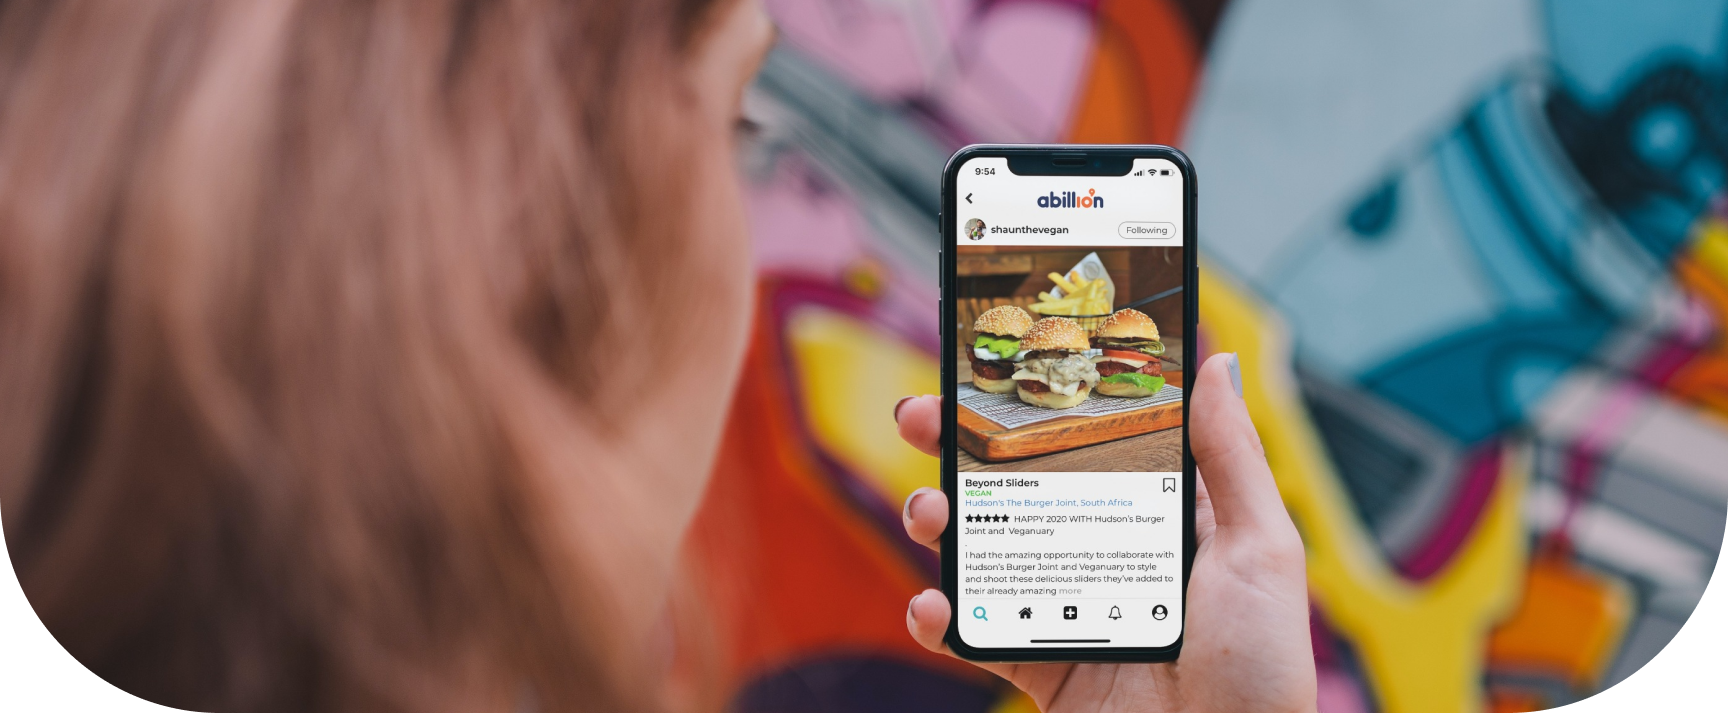 9:54
abillion
shaunthevegan
Following
Beyond Sliders
VEGAN
Hudson's The Burger Joint, South Africa
★★★★★ HAPPY 2020 WITH Hudson's Burger
Joint and Veganuary
.
I had the amazing opportunity to collaborate with
Hudson's Burger Joint and Veganuary to style
and shoot these delicious sliders they've added to
their already amazing more